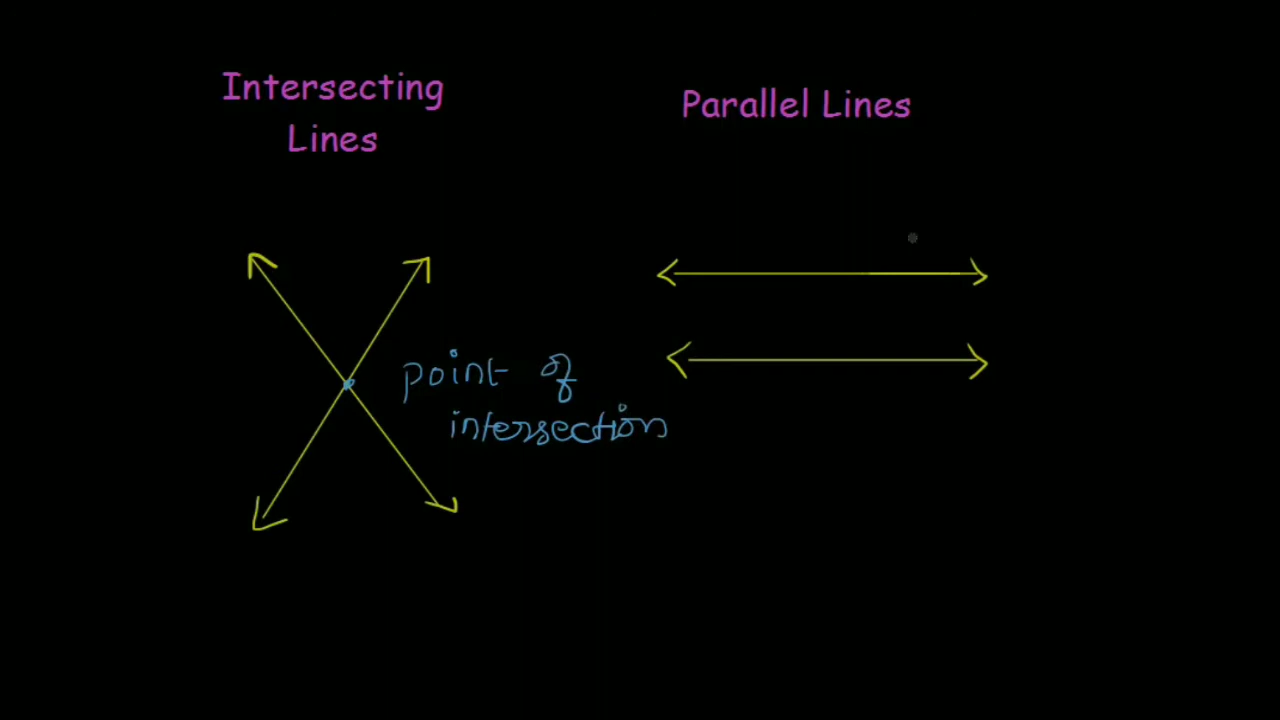 Intersecting
Lines
Parallel Lines
point of
intersection